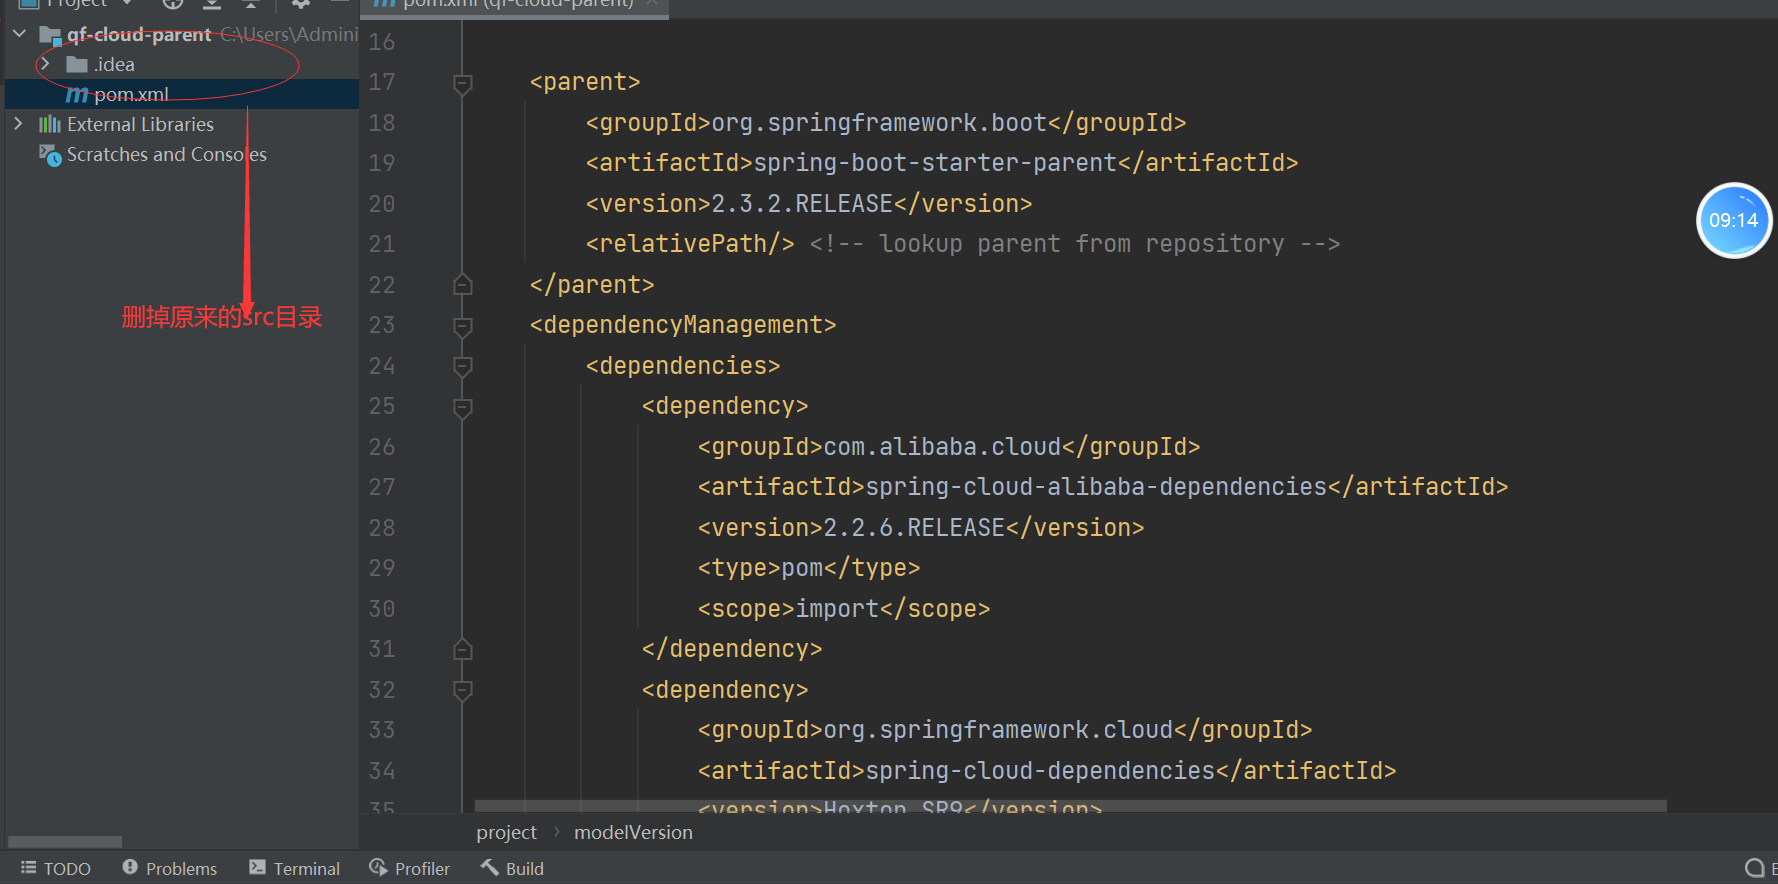 Project
pom.xml (qf-cloud-parent)
qf-cloud-parent C:\Users\Admini
.idea
pom.xml
External Libraries
Scratches and Consoles
删掉原来的src目录
16
17 <parent>
18 <groupId>org.springframework.boot</groupId>
19 <artifactId>spring-boot-starter-parent</artifactId>
20 <version>2.3.2.RELEASE</version>
21 <relativePath/> <!-- lookup parent from repository -->
22 </parent>
23 <dependencyManagement>
24 <dependencies>
25 <dependency>
26 <groupId>com.alibaba.cloud</groupId>
27 <artifactId>spring-cloud-alibaba-dependencies</artifactId>
28 <version>2.2.6.RELEASE</version>
29 <type>pom</type>
30 <scope>import</scope>
31 </dependency>
32 <dependency>
33 <groupId>org.springframework.cloud</groupId>
34 <artifactId>spring-cloud-dependencies</artifactId>
35 <version>Hoxton.SR9</version>
09:14
project › modelVersion
TODO Problems Terminal Profiler Build